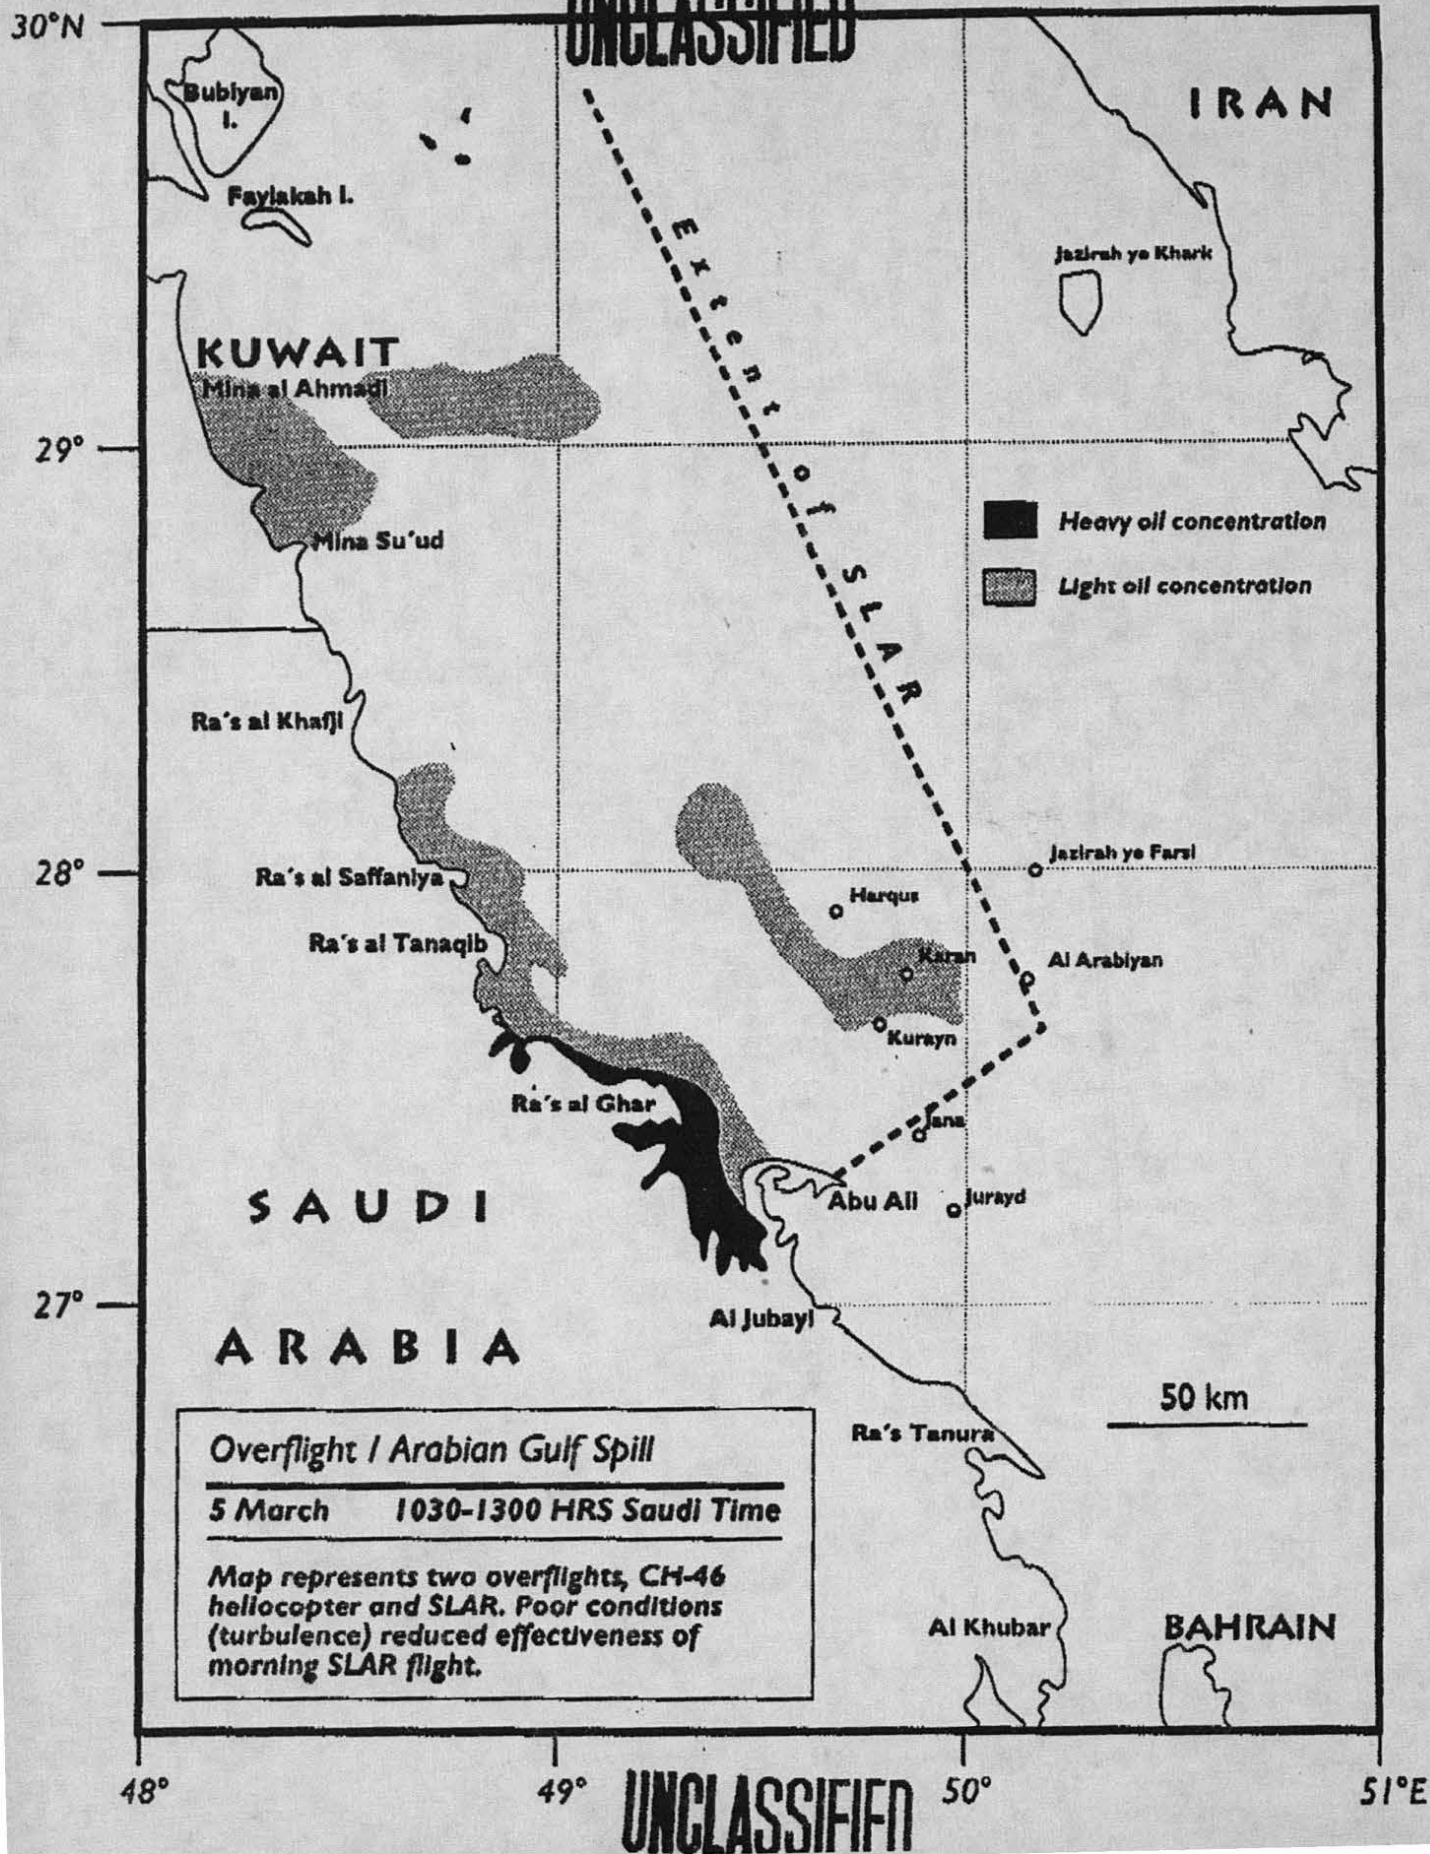 UNCLASSIFIED
30°N
IRAN
Bubiyan
I.
Faylakah I.
Jazirah ye Khark
KUWAIT
Mina al Ahmadi
Extent of SLAR
29°
Heavy oil concentration
Mina Su'ud
Light oil concentration
Ra's al Khafji
Jazirah ye Farsi
28°
Ra's al Saffaniya
Harqus
Ra's al Tanaqib
Karan
Al Arabiyan
Kurayn
Ra's al Ghar
Jana
SAUDI
Abu Ali
Jurayd
27°
Al Jubayl
ARABIA
50 km
Ra's Tanura
Overflight / Arabian Gulf Spill
5 March 1030-1300 HRS Saudi Time
Map represents two overflights, CH-46
heliocopter and SLAR. Poor conditions
(turbulence) reduced effectiveness of
morning SLAR flight.
Al Khubar
BAHRAIN
48°
49°
50°
51°E
UNCLASSIFIED